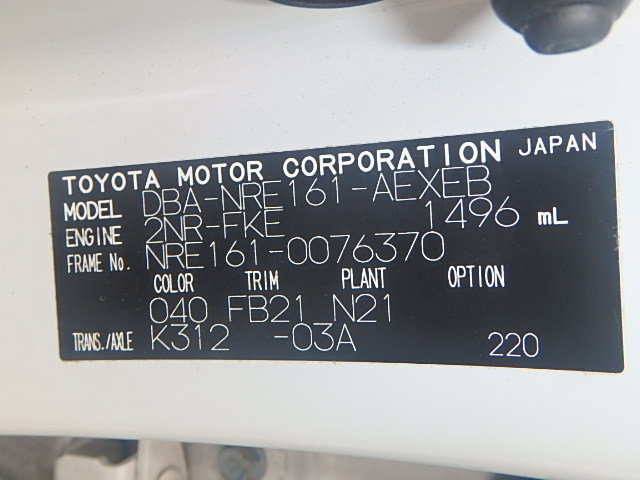 TOYOTA MOTOR CORPORATION JAPAN
MODEL DBA-NRE161-AEXEB
ENGINE 2NR-FKE 1496 mL
FRAME No. NRE161-0076370
COLOR TRIM PLANT OPTION
040 FB21 N21
TRANS./AXLE K312 -03A 220